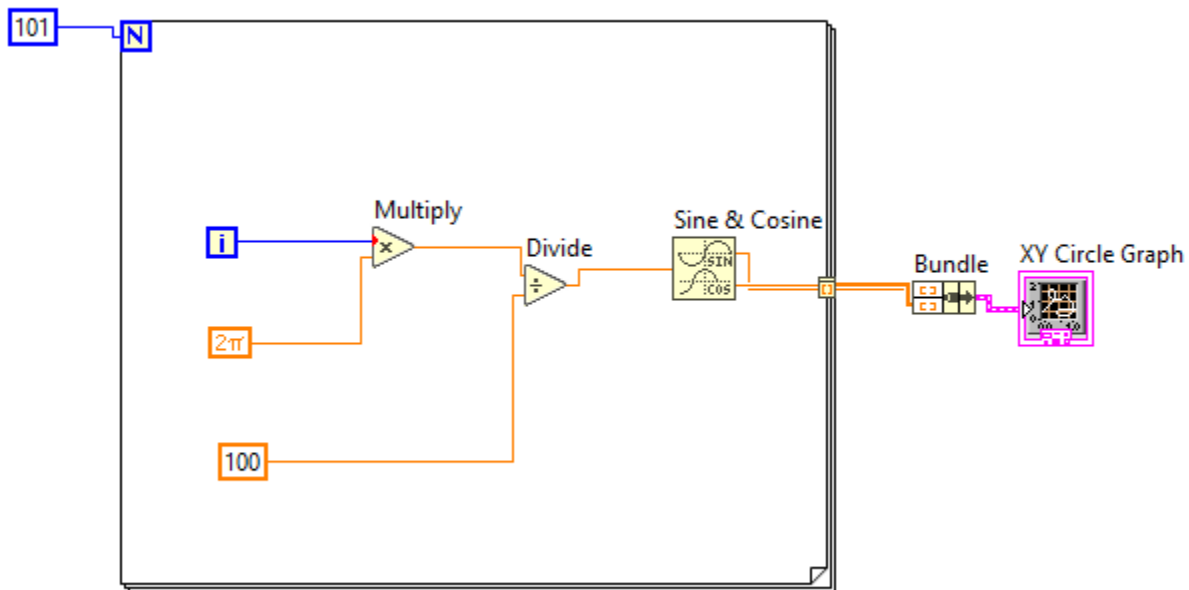 101
N
Multiply
i
×
Divide
÷
2π
100
Sine & Cosine
SIN
COS
Bundle
XY Circle Graph